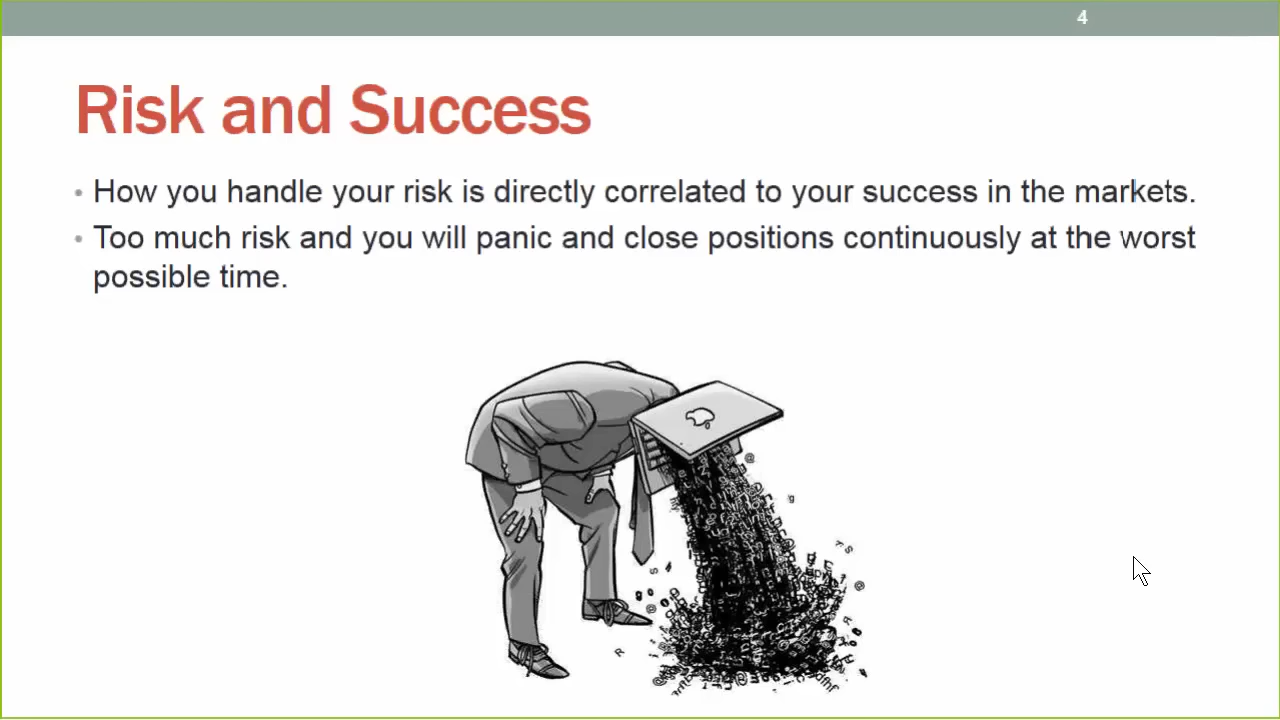 4
Risk and Success
• How you handle your risk is directly correlated to your success in the markets.
• Too much risk and you will panic and close positions continuously at the worst
possible time.